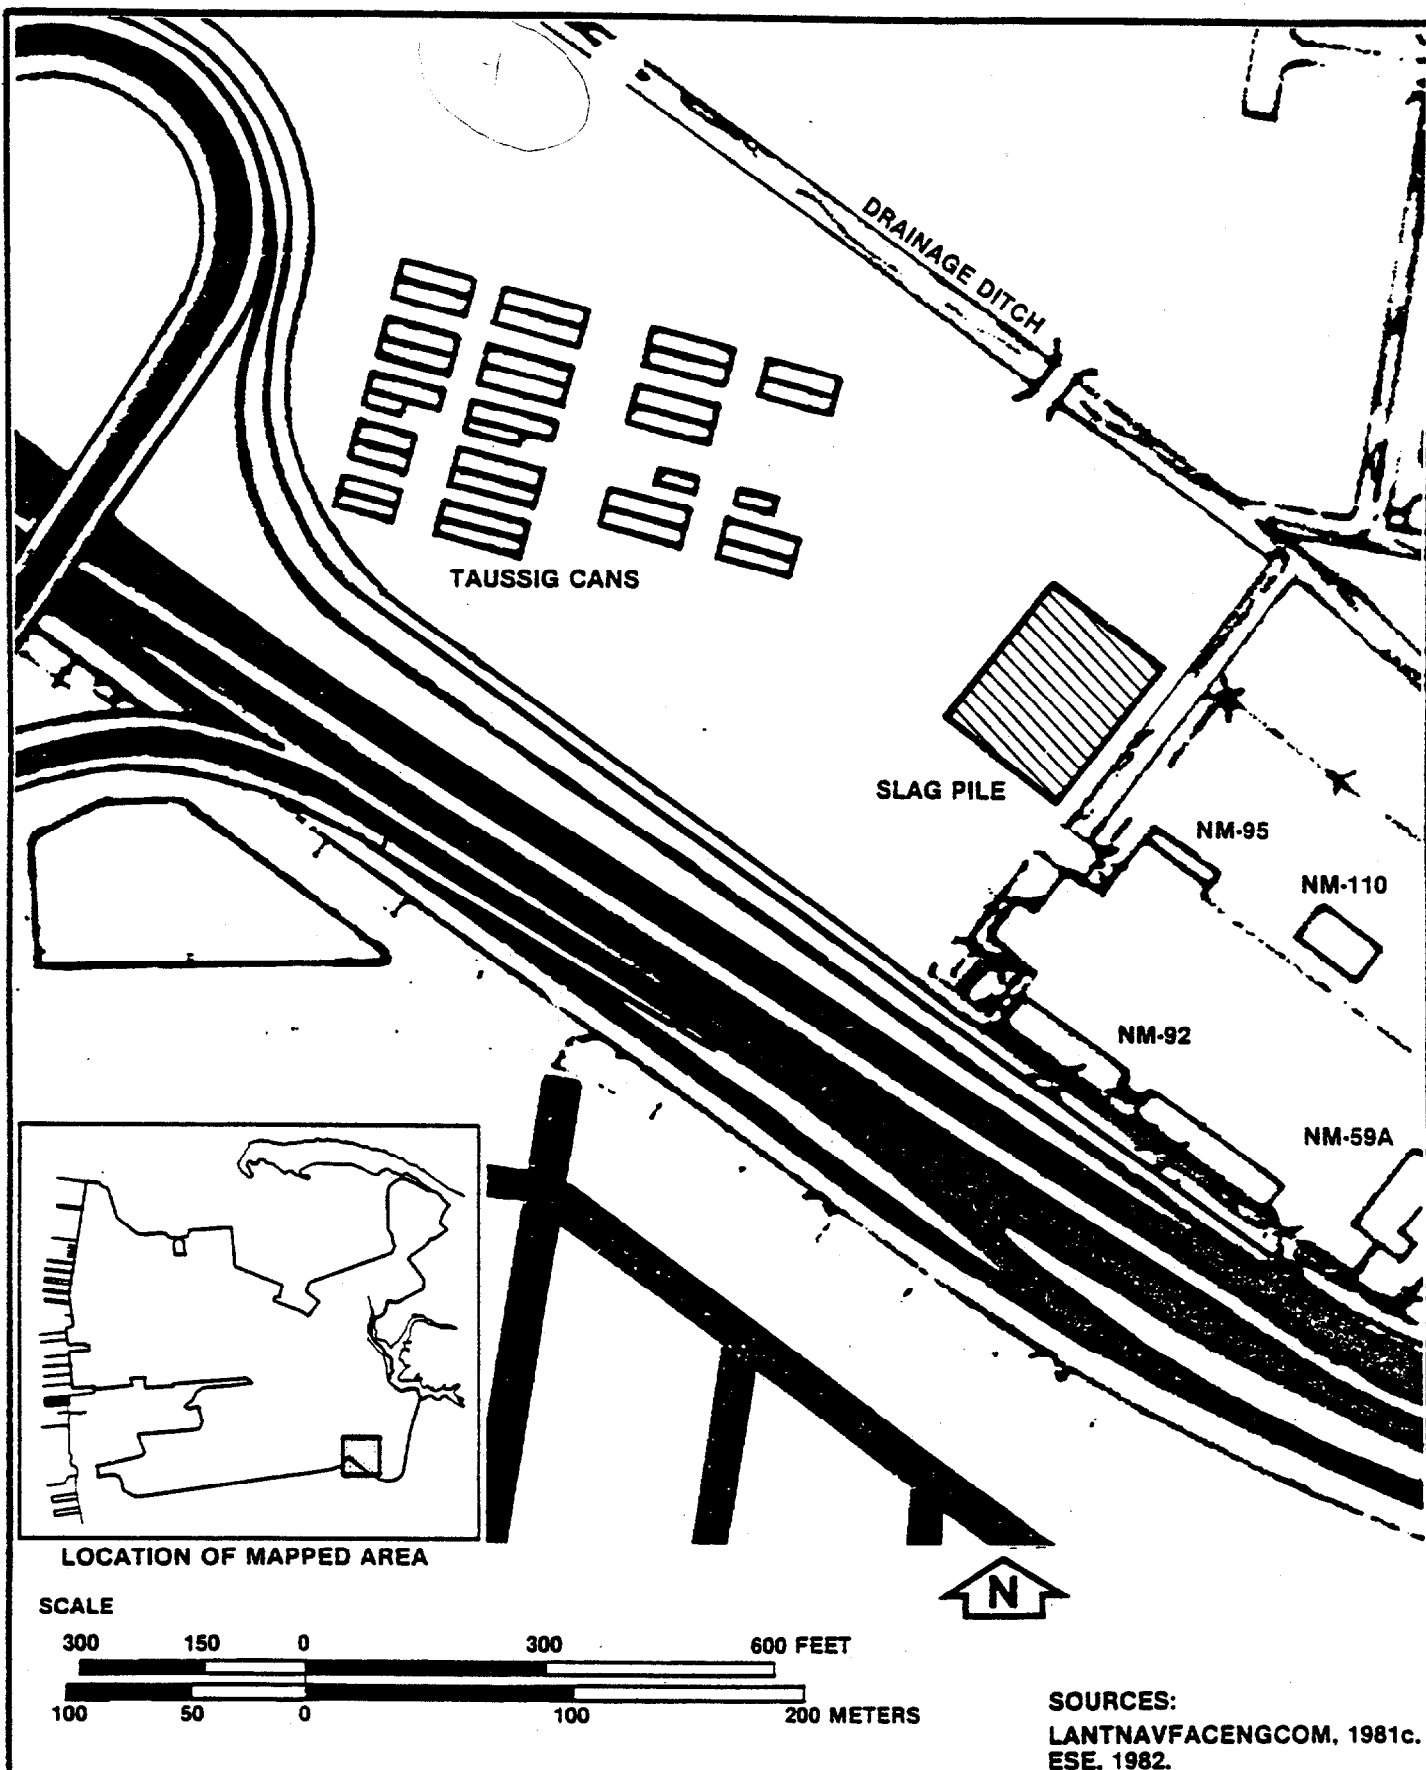 DRAINAGE DITCH
TAUSSIG CANS
SLAG PILE
NM-95
NM-110
NM-92
NM-59A
LOCATION OF MAPPED AREA
N
SCALE
300 150 0 300 600 FEET
100 50 0 100 200 METERS
SOURCES:
LANTNAVFACENGCOM, 1981c.
ESE, 1982.